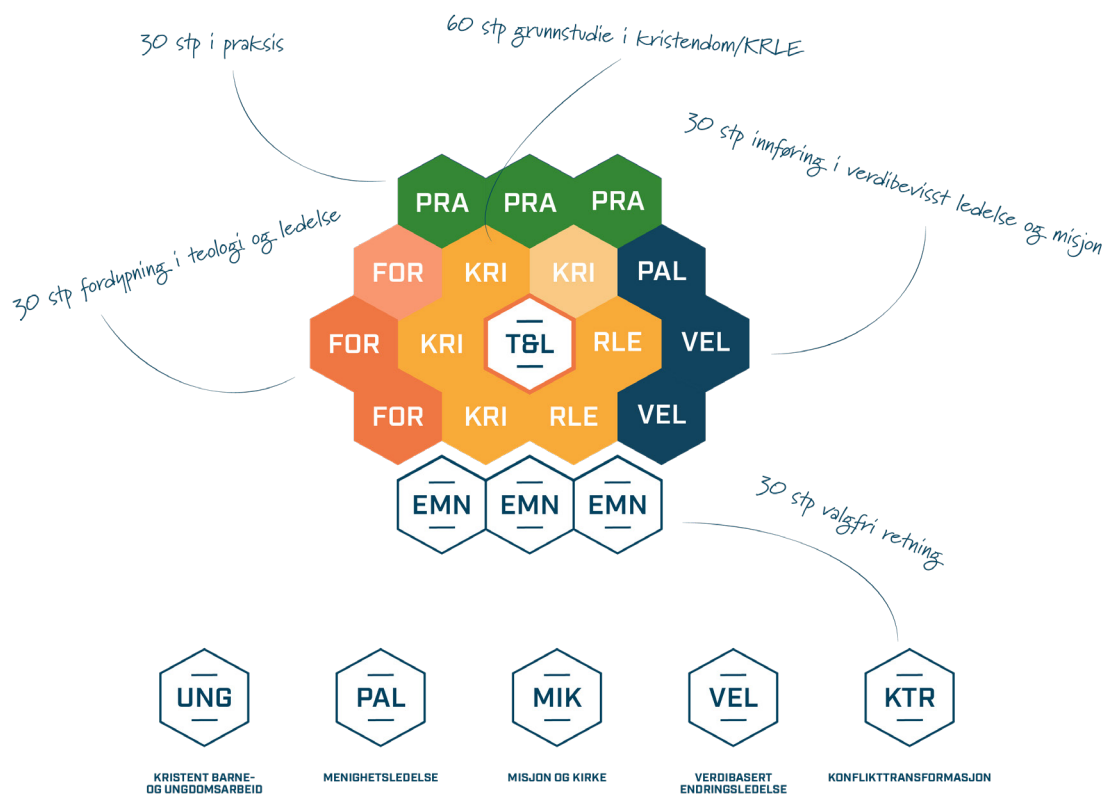 60 stp grunnstudie i kristendom/KRLE
30 stp i praksis
30 stp innføring i verdibevisst ledelse og misjon
30 stp fordypning i teologi og ledelse
PRA PRA PRA
FOR KRI KRI PAL
FOR KRI T&L RLE VEL
FOR KRI RLE VEL
EMN EMN EMN
30 stp valgfri retning
UNG PAL MIK VEL KTR
KRISTENT BARNE-
OG UNGDOMSARBEID
MENIGHETSLEDELSE
MISJON OG KIRKE
VERDIBASERT
ENDRINGSLEDELSE
KONFLIKTTRANSFORMASJON